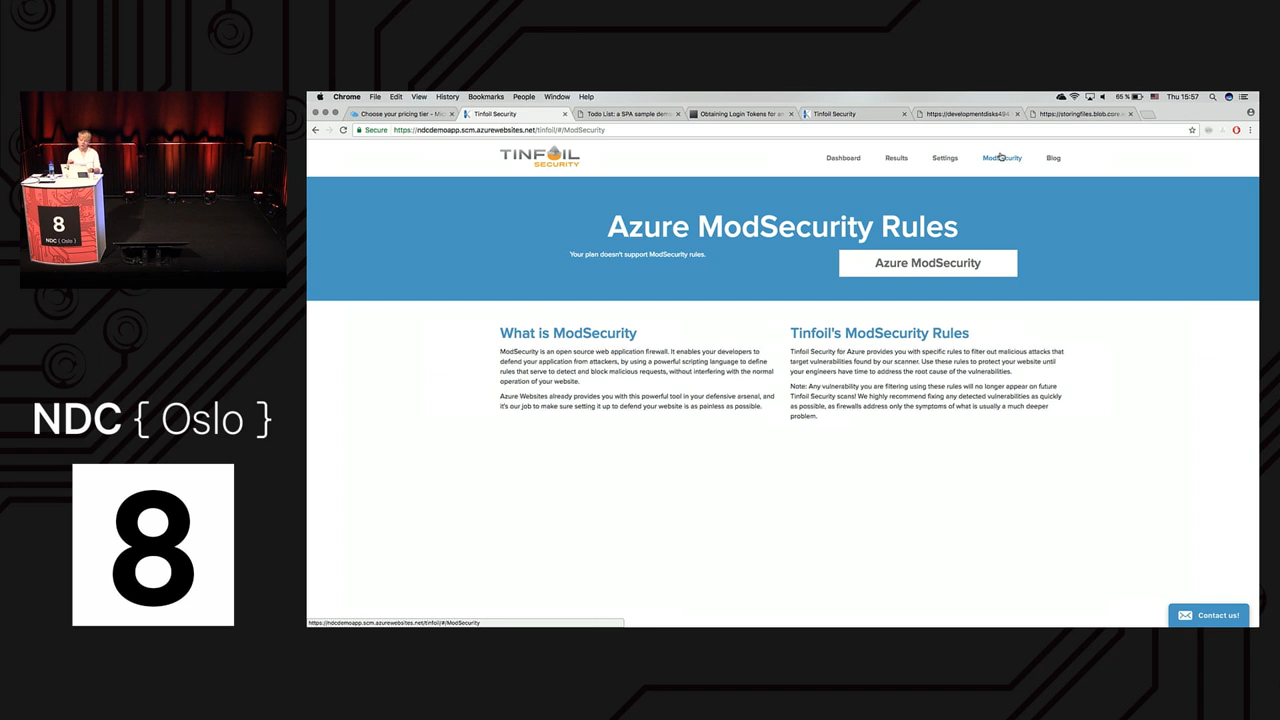 Chrome File Edit View History Bookmarks People Window Help
65 % Thu 15:57
Choose your pricing tier - Mic
Tinfoil Security
Todo List: a SPA sample demo
Obtaining Login Tokens for an
Tinfoil Security
https://developmentdisks494
https://storingfiles.blob.core.
Secure https://ndcdemoapp.scm.azurewebsites.net/tinfoil/#/ModSecurity
TINFOIL
SECURITY
Dashboard Results Settings ModSecurity Blog
Azure ModSecurity Rules
Your plan doesn't support ModSecurity rules.
Azure ModSecurity
What is ModSecurity
ModSecurity is an open source web application firewall. It enables your developers to
defend your application from attackers, by using a powerful scripting language to define
rules that serve to detect and block malicious requests, without interfering with the normal
operation of your website.
Azure Websites already provides you with this powerful tool in your defensive arsenal, and
it's our job to make sure setting it up to defend your website is as painless as possible.
Tinfoil's ModSecurity Rules
Tinfoil Security for Azure provides you with specific rules to filter out malicious attacks that
target vulnerabilities found by our scanner. Use these rules to protect your website until
your engineers have time to address the root cause of the vulnerabilities.
Note: Any vulnerability you are filtering using these rules will no longer appear on future
Tinfoil Security scans! We highly recommend fixing any detected vulnerabilities as quickly
as possible, as firewalls address only the symptoms of what is usually a much deeper
problem.
Contact us!
https://ndcdemoapp.scm.azurewebsites.net/tinfoil/#/ModSecurity
8
NDC { Oslo }
NDC { Oslo }
8